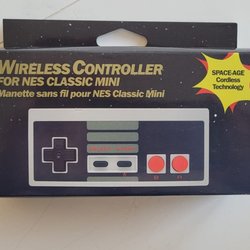 WIRELESS CONTROLLER
FOR NES CLASSIC MINI
Manette sans fil pour NES Classic Mini
SPACE-AGE
Cordless
Technology